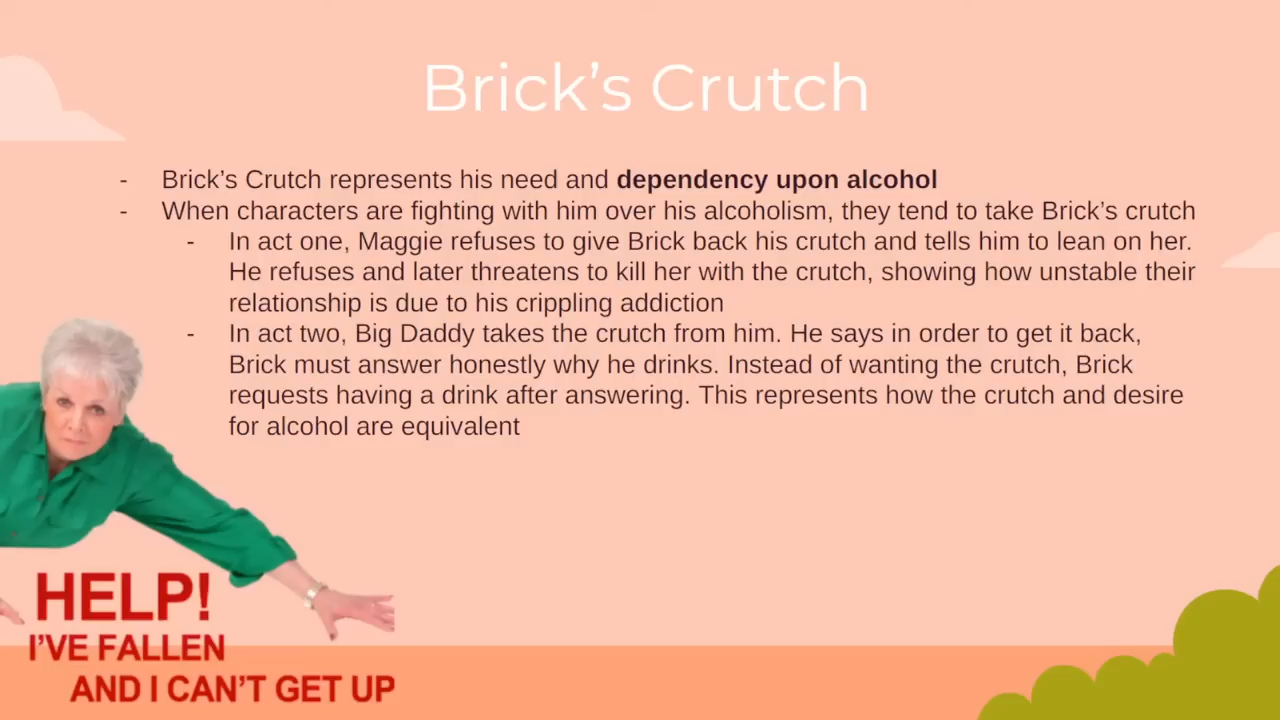 Brick's Crutch
- Brick's Crutch represents his need and dependency upon alcohol
- When characters are fighting with him over his alcoholism, they tend to take Brick's crutch
- In act one, Maggie refuses to give Brick back his crutch and tells him to lean on her.
He refuses and later threatens to kill her with the crutch, showing how unstable their
relationship is due to his crippling addiction
- In act two, Big Daddy takes the crutch from him. He says in order to get it back,
Brick must answer honestly why he drinks. Instead of wanting the crutch, Brick
requests having a drink after answering. This represents how the crutch and desire
for alcohol are equivalent
HELP!
I'VE FALLEN
AND I CAN'T GET UP